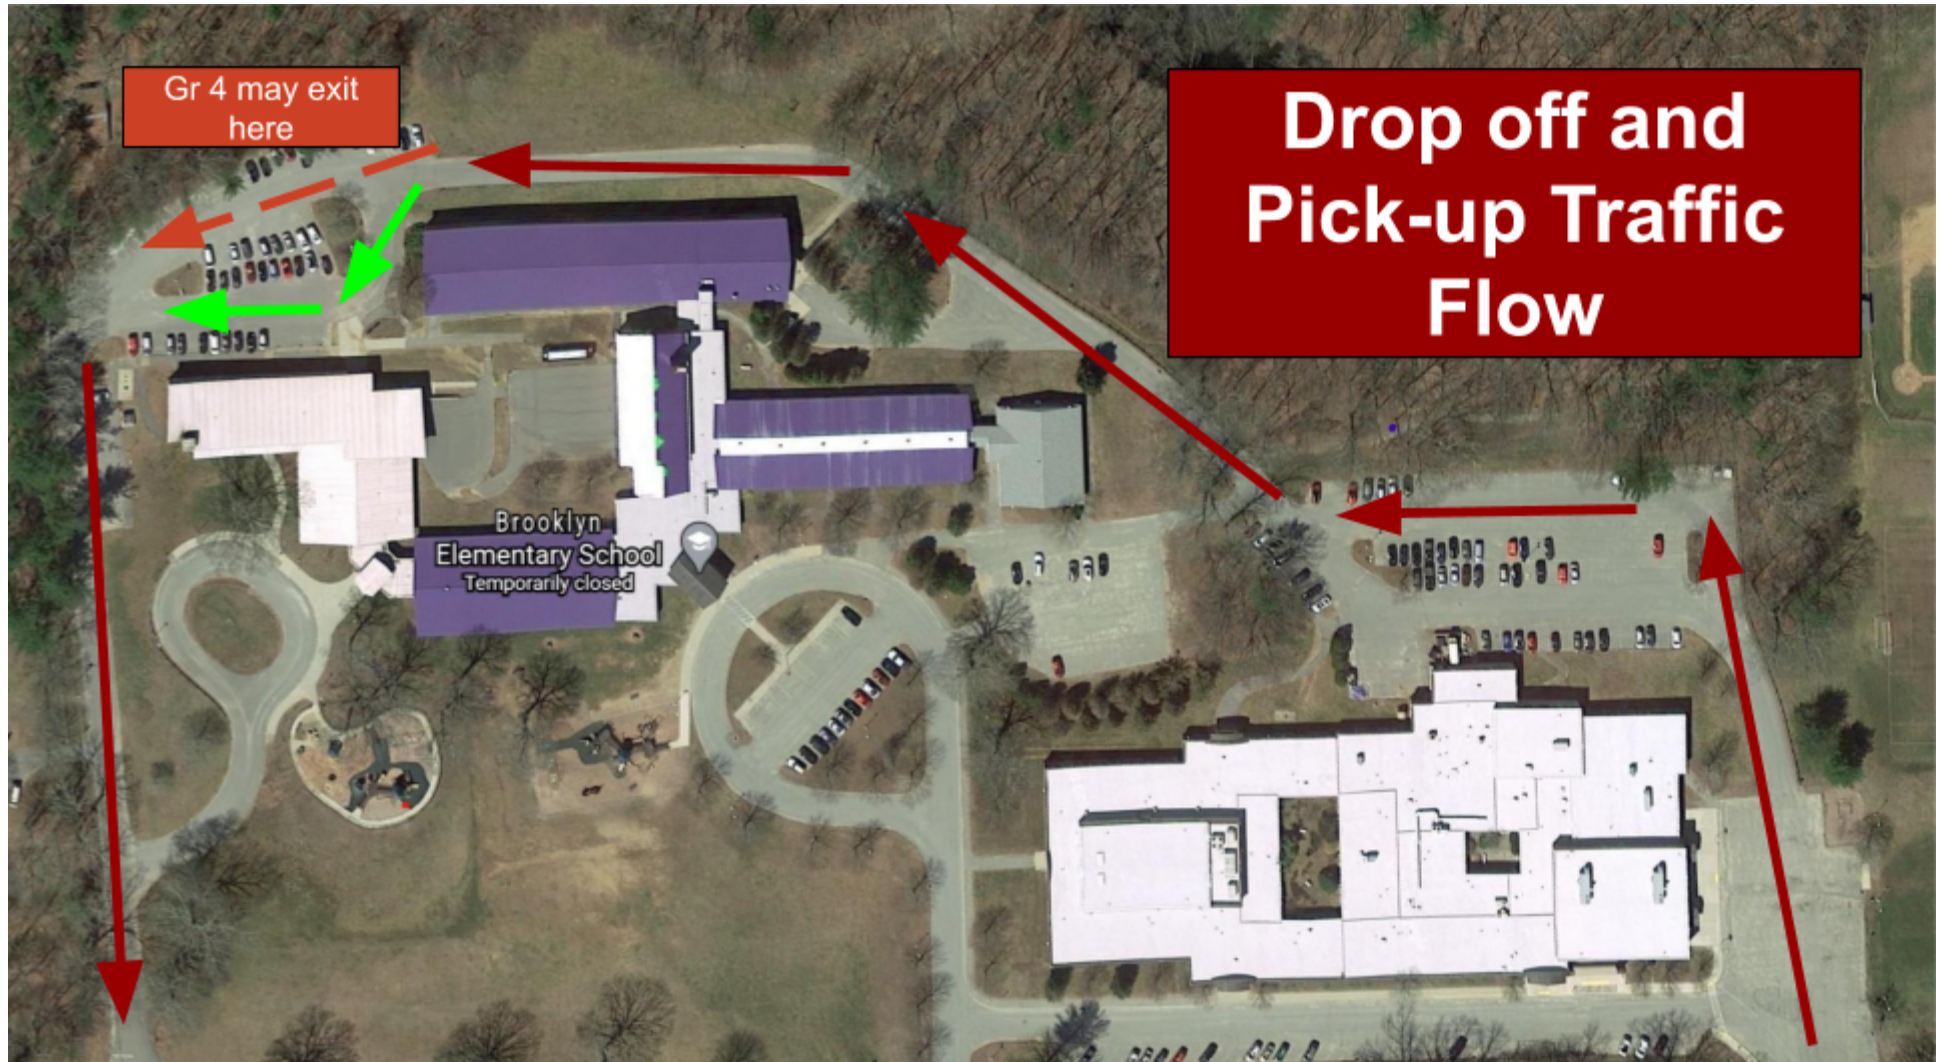 Gr 4 may exit
here
Drop off and
Pick-up Traffic
Flow
Brooklyn
Elementary School
Temporarily closed